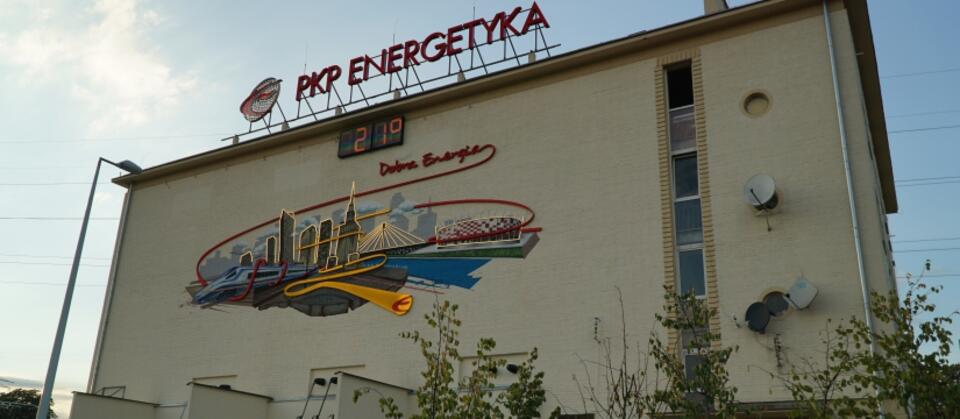 PKP ENERGETYKA
21°
Dobra Energia